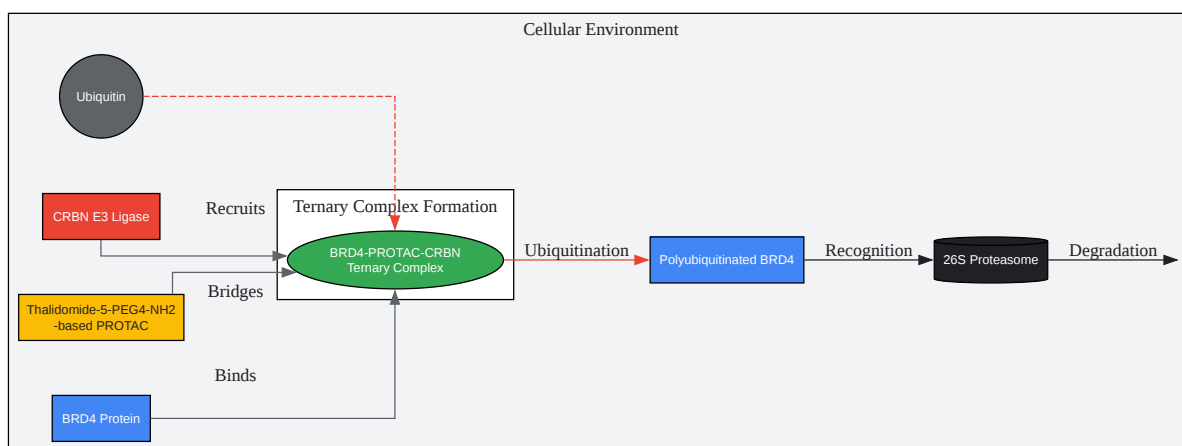 Cellular Environment
Ubiquitin
CRBN E3 Ligase
Recruits
Ternary Complex Formation
BRD4-PROTAC-CRBN
Ternary Complex
Ubiquitination
Polyubiquitinated BRD4
Recognition
26S Proteasome
Degradation
Thalidomide-5-PEG4-NH2
-based PROTAC
Bridges
Binds
BRD4 Protein